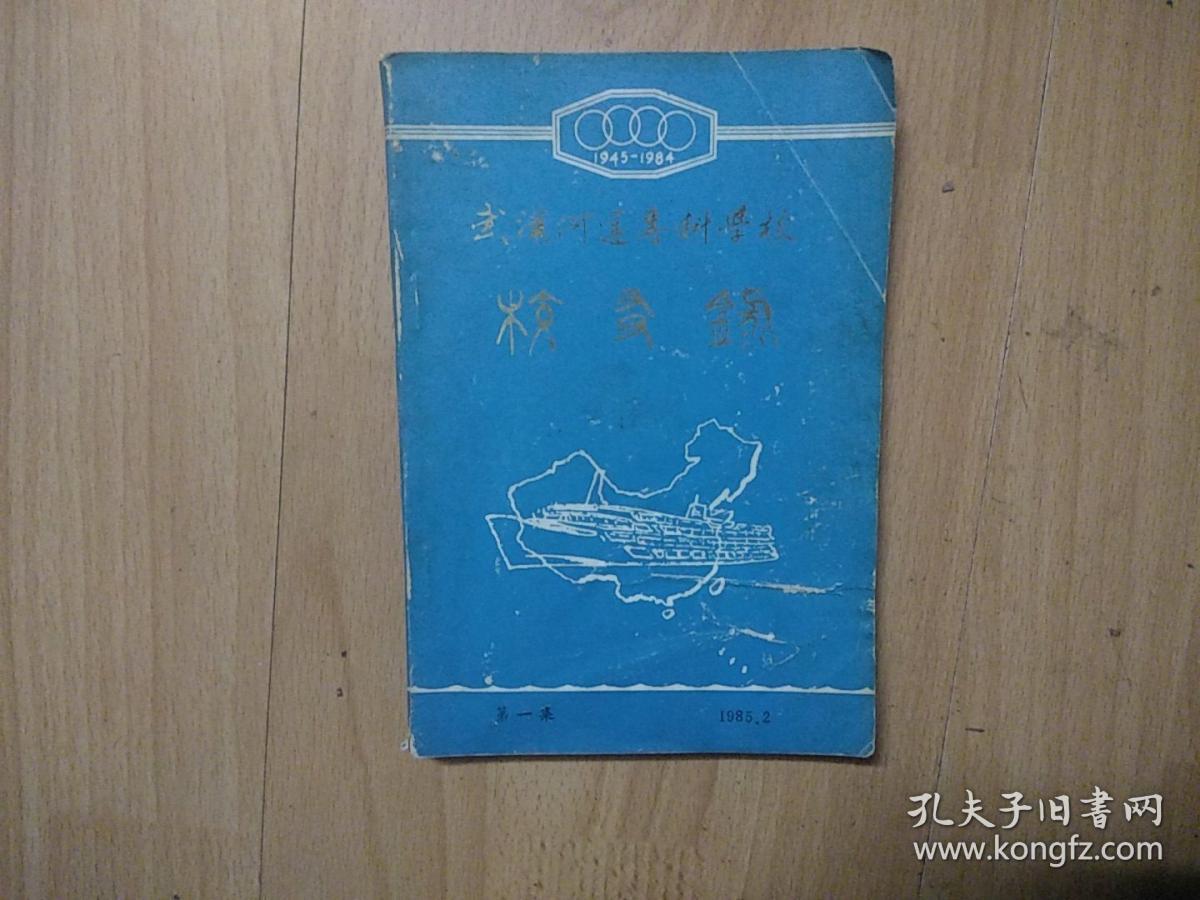 1945-1984
武汉河运专科学校
校友录
第一集
1985.2
孔夫子旧书网
www.kongfz.com